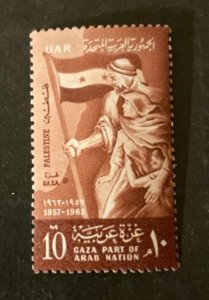 UAR الجمهورية العربية المتحدة
PALESTINE فلسطين
GAZA غزة
١٩٦٢-١٩٥٧
1957-1962
10 غزة عربية ١٠م
GAZA PART OF
ARAB NATION